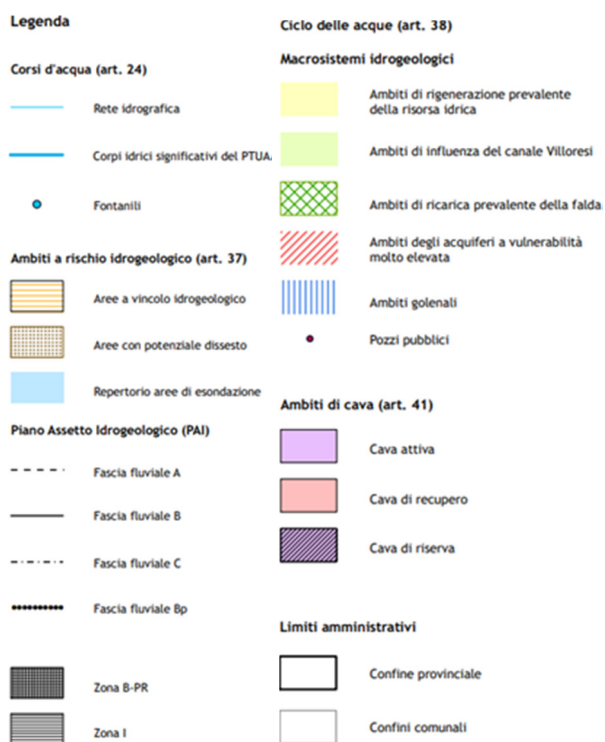 Legenda
Corsi d'acqua (art. 24)
Rete idrografica
Corpi idrici significativi del PTUA.
Fontanili
Ambiti a rischio idrogeologico (art. 37)
Aree a vincolo idrogeologico
Aree con potenziale dissesto
Repertorio aree di esondazione
Piano Assetto Idrogeologico (PAI)
Fascia fluviale A
Fascia fluviale B
Fascia fluviale C
Fascia fluviale Bp
Zona B-PR
Zona I
Ciclo delle acque (art. 38)
Macrosistemi idrogeologici
Ambiti di rigenerazione prevalente
della risorsa idrica
Ambiti di influenza del canale Villoresi
Ambiti di ricarica prevalente della falda
Ambiti degli acquiferi a vulnerabilità
molto elevata
Ambiti golenali
Pozzi pubblici
Ambiti di cava (art. 41)
Cava attiva
Cava di recupero
Cava di riserva
Limiti amministrativi
Confine provinciale
Confini comunali